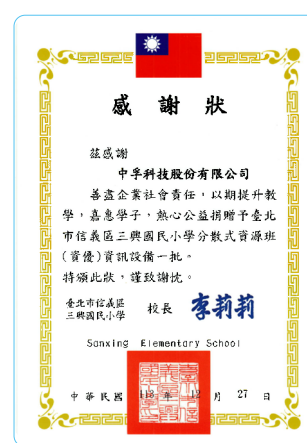 感謝狀
茲感謝
中孚科技股份有限公司
善盡企業社會責任，以期提升教
學，嘉惠學子，熱心公益捐贈予臺北
市信義區三興國民小學分散式資源班
(資優)資訊設備一批。
特頒此狀，謹致謝忱。
臺北市信義區
三興國民小學
校長 李莉莉
Sanxing Elementary School
中華民國 113 年 12 月 27 日